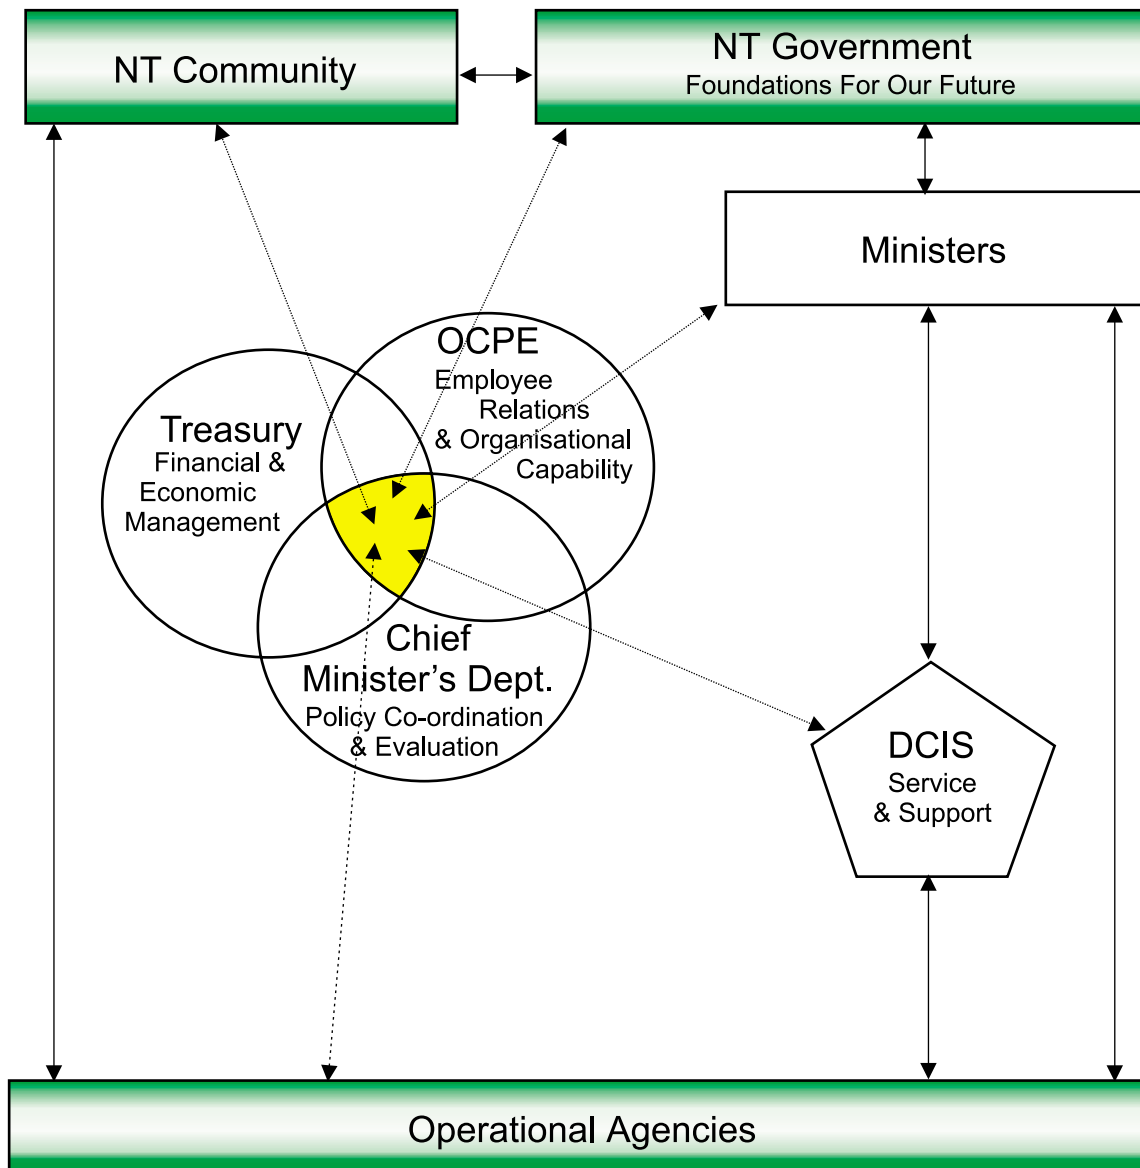 NT Community
NT Government
Foundations For Our Future
Ministers
OCPE
Employee
Relations
& Organisational
Capability
Treasury
Financial &
Economic
Management
Chief
Minister's Dept.
Policy Co-ordination
& Evaluation
DCIS
Service
& Support
Operational Agencies